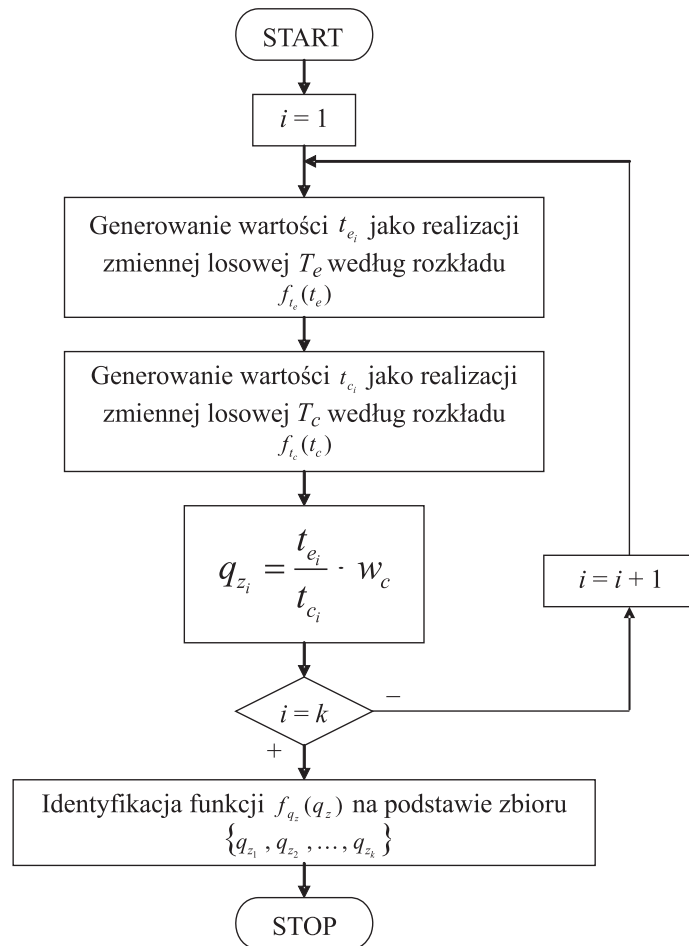 START
i = 1
Generowanie wartości t_{e_i} jako realizacji
zmiennej losowej T_e według rozkładu
f_{t_e}(t_e)
Generowanie wartości t_{c_i} jako realizacji
zmiennej losowej T_c według rozkładu
f_{t_c}(t_c)
q_{z_i} = \frac{t_{e_i}}{t_{c_i}} · w_c
i = i + 1
i = k
−
+
Identyfikacja funkcji f_{q_z}(q_z) na podstawie zbioru
{q_{z_1}, q_{z_2}, ..., q_{z_k}}
STOP